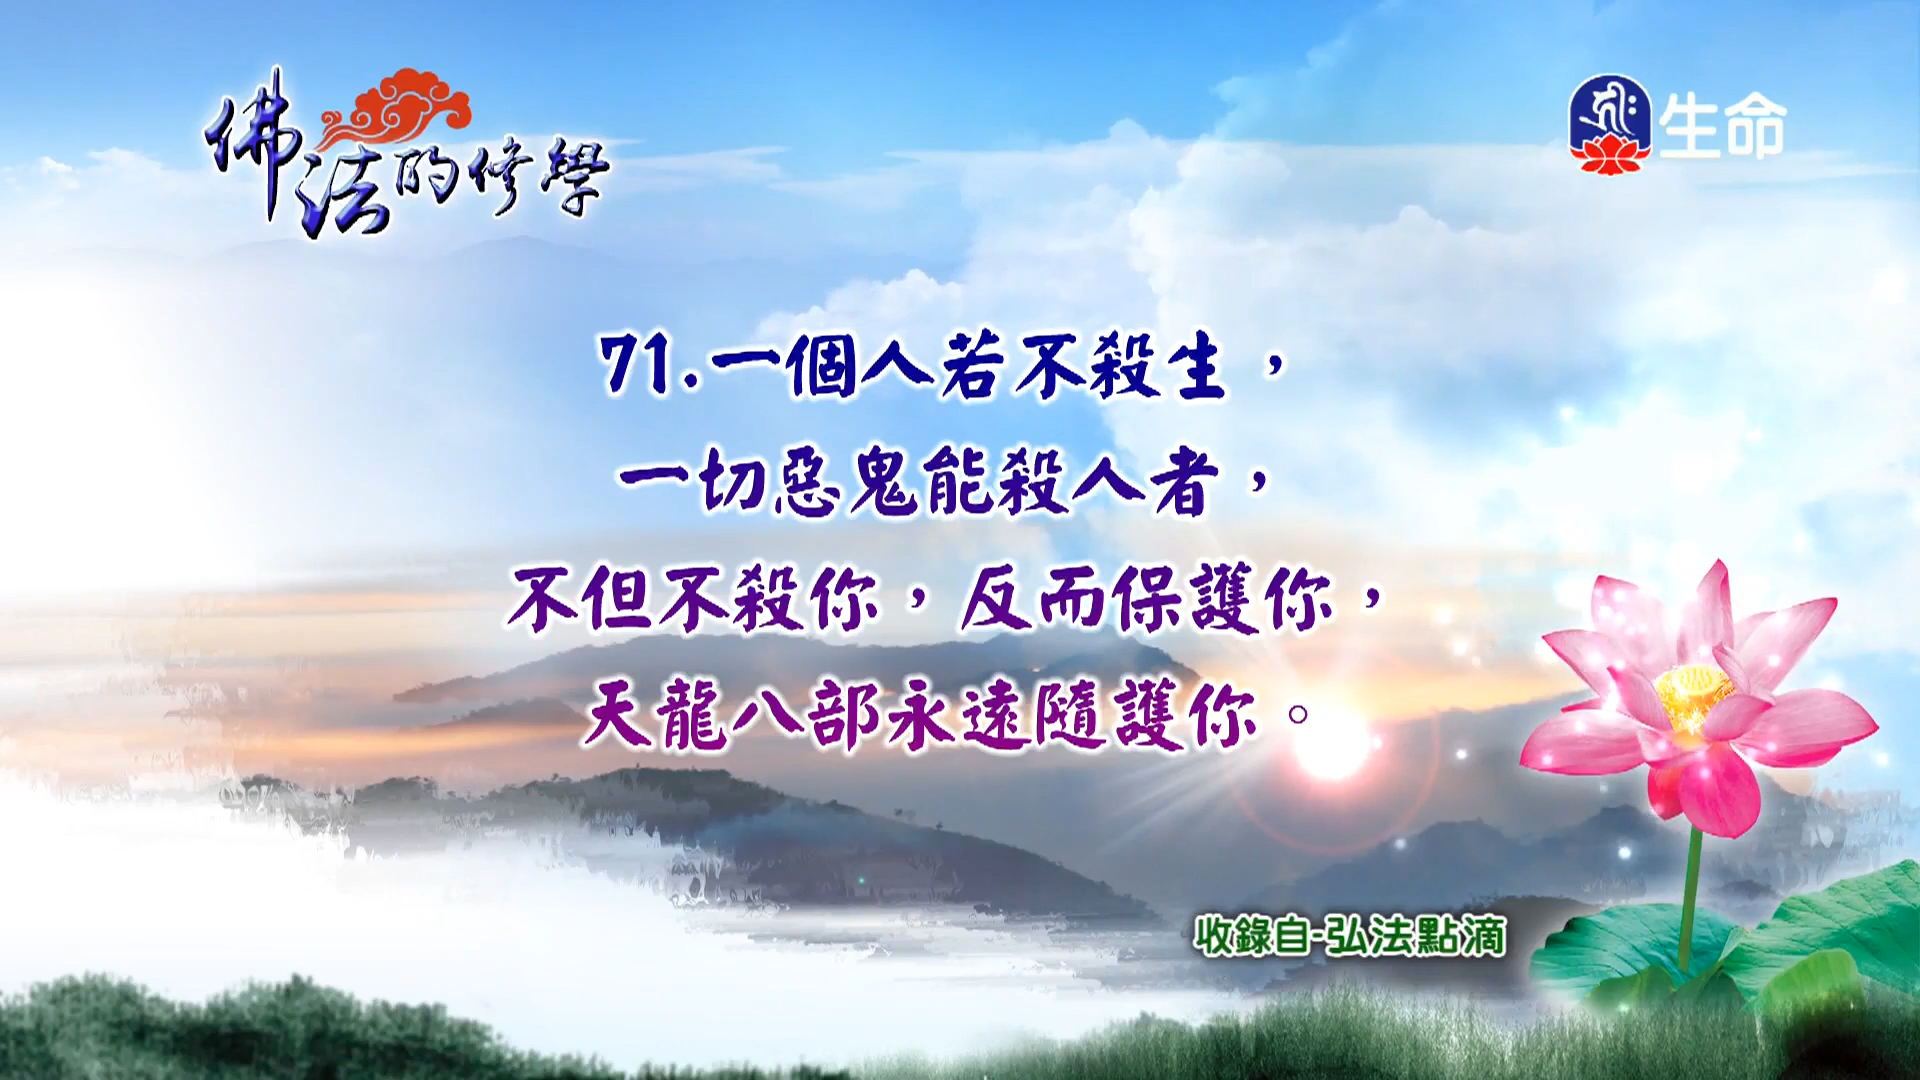 佛法的修學
生命
71.一個人若不殺生，
一切惡鬼能殺人者，
不但不殺你，反而保護你，
天龍八部永遠隨護你。
收錄自-弘法點滴